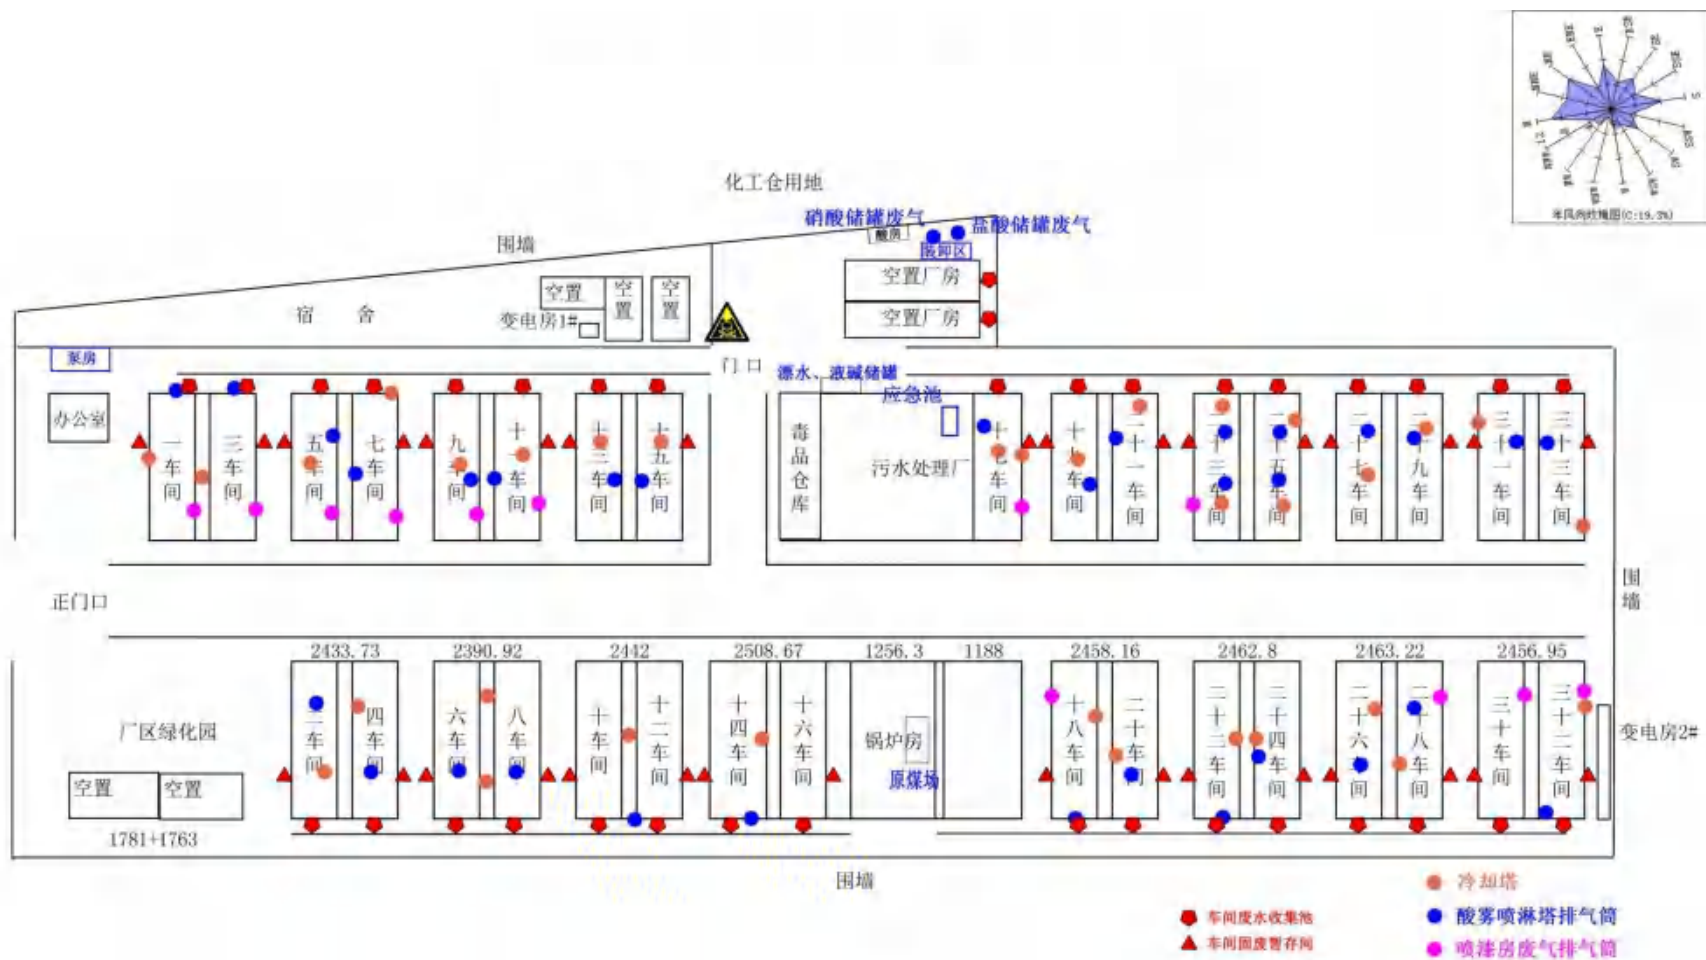 年风向玫瑰图(C:19.3%)
化工仓用地
硝酸储罐废气
盐酸储罐废气
酸房
装卸区
围墙
空置厂房
空置厂房
空置
空置
空置
宿 舍
变电房1#
泵房
门口
漂水、液碱储罐
应急池
办公室
一车间
三车间
五车间
七车间
九车间
十一车间
十三车间
十五车间
毒品仓库
污水处理厂
十七车间
十九车间
二十一车间
二十三车间
二十五车间
二十七车间
二十九车间
三十一车间
三十三车间
围墙
正门口
2433.73
2390.92
2442
2508.67
1256.3
1188
2458.16
2462.8
2463.22
2456.95
厂区绿化园
空置
空置
1781+1763
二车间
四车间
六车间
八车间
十车间
十二车间
十四车间
十六车间
锅炉房
原煤场
十八车间
二十车间
二十二车间
二十四车间
二十六车间
二十八车间
三十车间
三十二车间
变电房2#
围墙
冷却塔
车间废水收集池
酸雾喷淋塔排气筒
车间固废暂存间
喷漆房废气排气筒